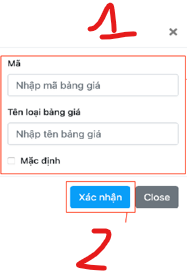 1
×
Mã
Nhập mã bảng giá
Tên loại bảng giá
Nhập tên bảng giá
Mặc định
Xác nhận Close
2